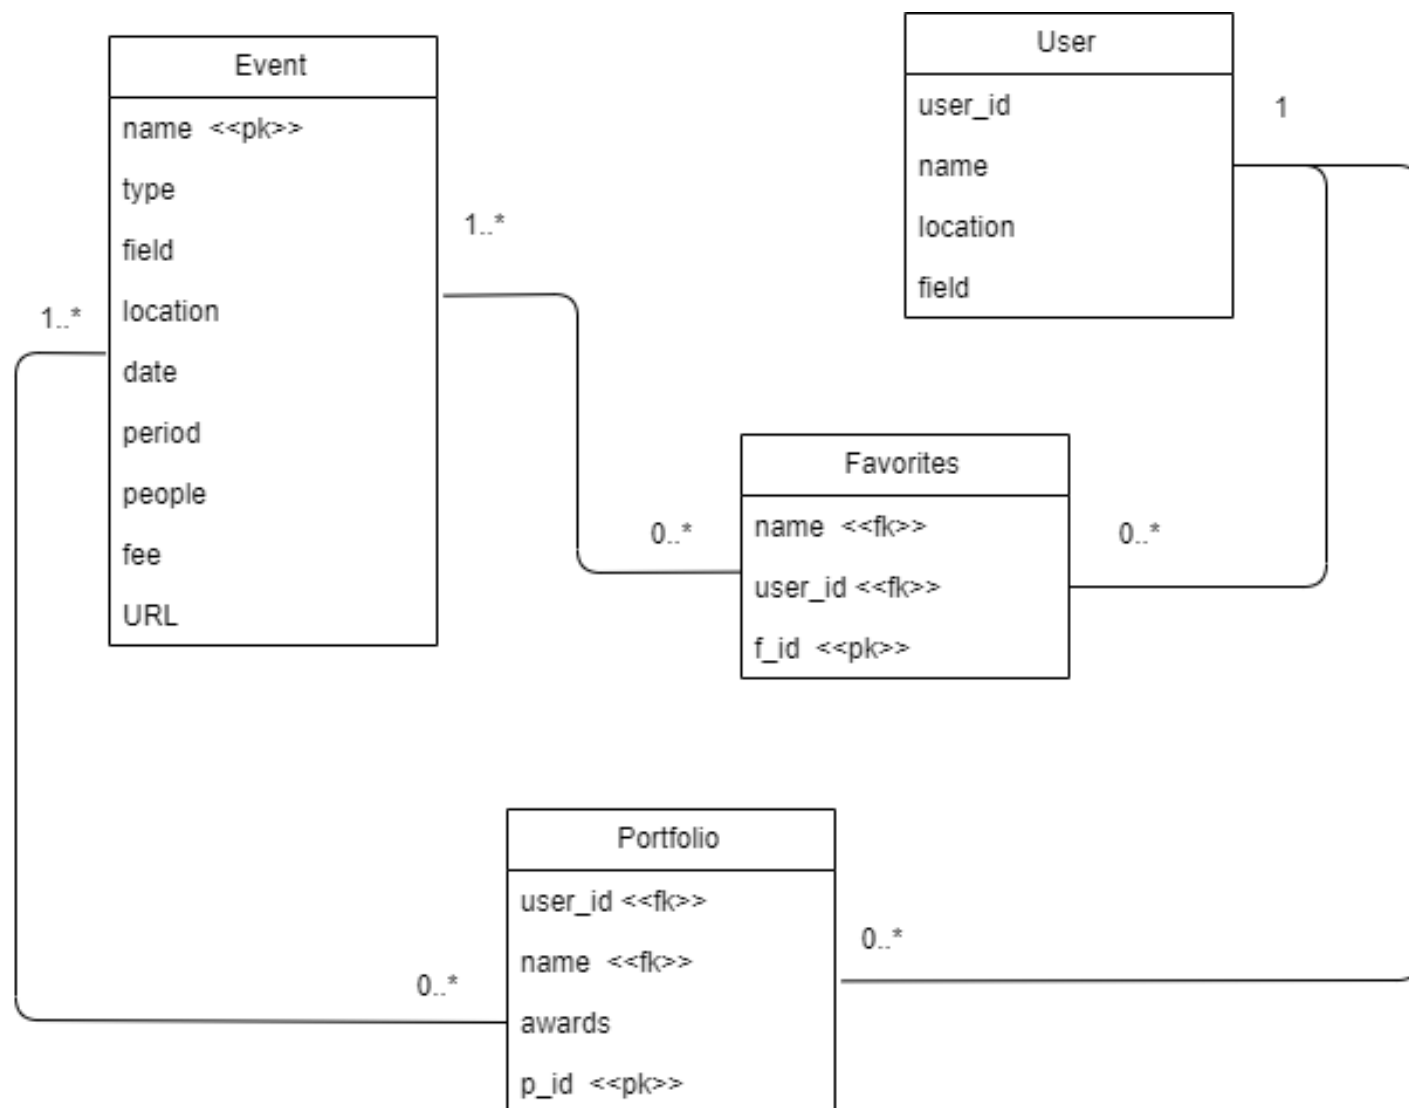 Event
name <<pk>>
type
field
location
date
period
people
fee
URL
1..*
1..*
User
user_id
name
location
field
1
Favorites
name <<fk>>
user_id <<fk>>
f_id <<pk>>
0..*
0..*
Portfolio
user_id <<fk>>
name <<fk>>
awards
p_id <<pk>>
0..*
0..*